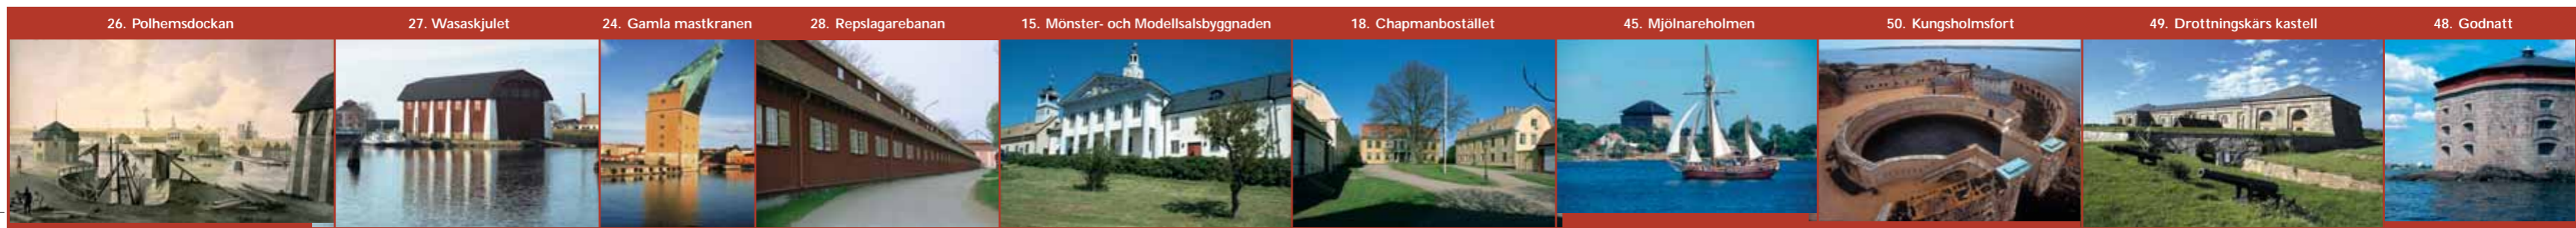 26. Polhemsdockan
27. Wasaskjulet
24. Gamla mastkranen
28. Repslagarebanan
15. Mönster- och Modellsalsbyggnaden
18. Chapmanbostället
45. Mjölnareholmen
50. Kungsholmsfort
49. Drottningskärs kastell
48. Godnatt